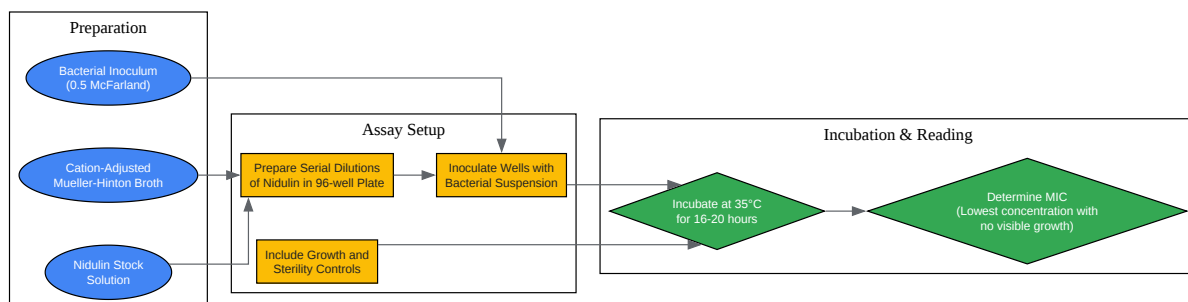 Preparation
Bacterial Inoculum
(0.5 McFarland)
Cation-Adjusted
Mueller-Hinton Broth
Nidulin Stock
Solution
Assay Setup
Prepare Serial Dilutions
of Nidulin in 96-well Plate
Inoculate Wells with
Bacterial Suspension
Include Growth and
Sterility Controls
Incubation & Reading
Incubate at 35°C
for 16-20 hours
Determine MIC
(Lowest concentration with
no visible growth)